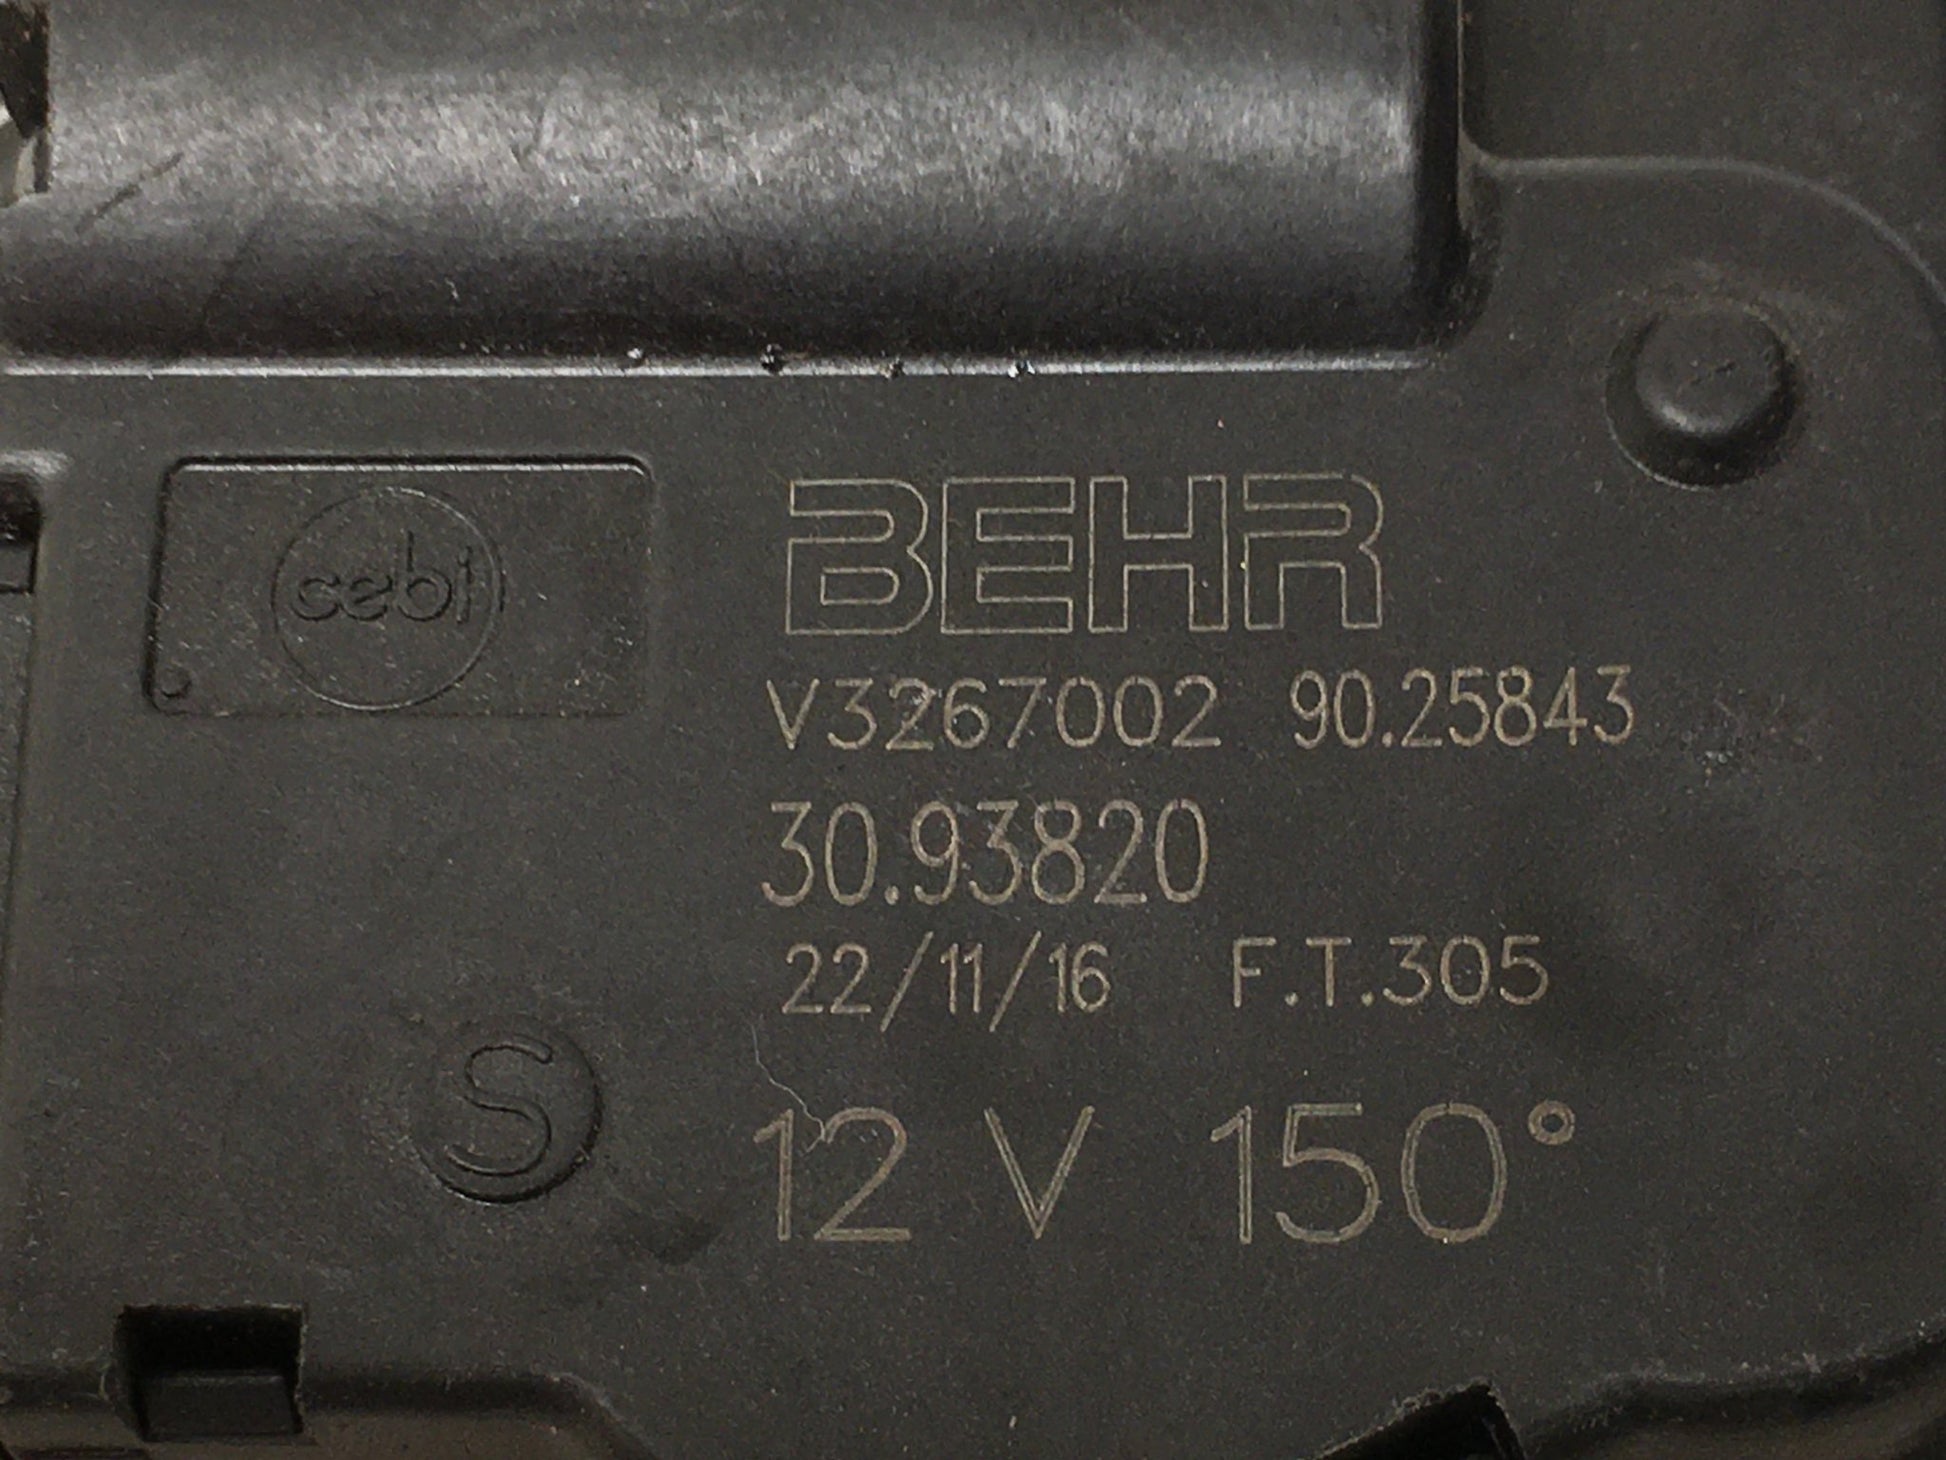 cebi
BEHR
V3267002 90.25843
30.93820
22/11/16 F.T.305
S
12 V 150°